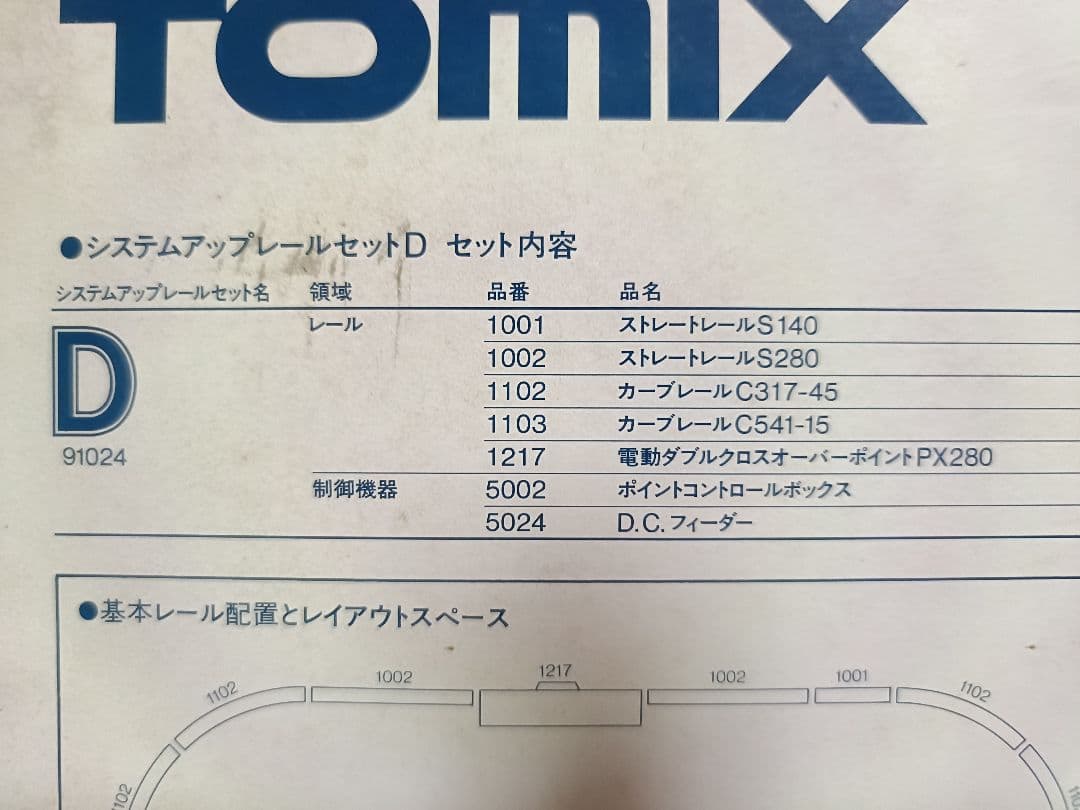 TOMIX
●システムアップレールセットD セット内容
システムアップレールセット名 領域 品番 品名
D レール 1001 ストレートレールS140
1002 ストレートレールS280
1102 カーブレールC317-45
1103 カーブレールC541-15
91024 1217 電動ダブルクロスオーバーポイントPX280
制御機器 5002 ポイントコントロールボックス
5024 D.C.フィーダー
●基本レール配置とレイアウトスペース
1102 1002 1217 1002 1001 1102
1102